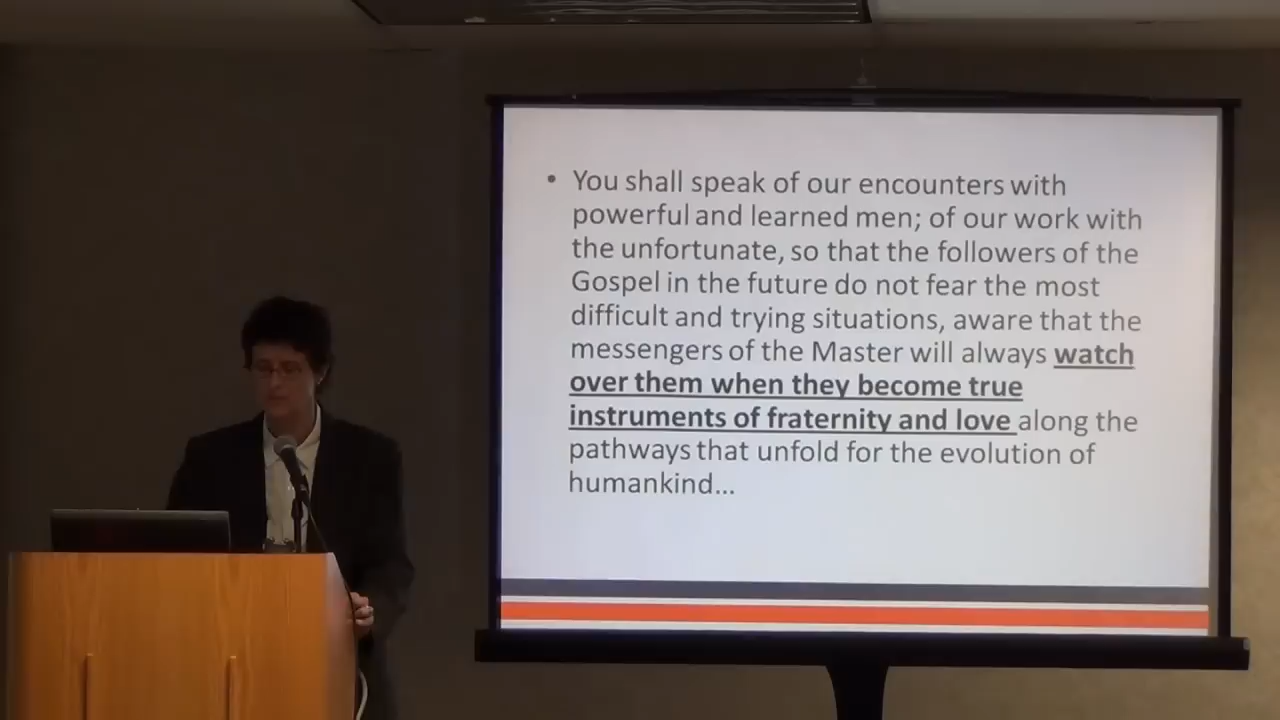 • You shall speak of our encounters with
powerful and learned men; of our work with
the unfortunate, so that the followers of the
Gospel in the future do not fear the most
difficult and trying situations, aware that the
messengers of the Master will always watch
over them when they become true
instruments of fraternity and love along the
pathways that unfold for the evolution of
humankind...